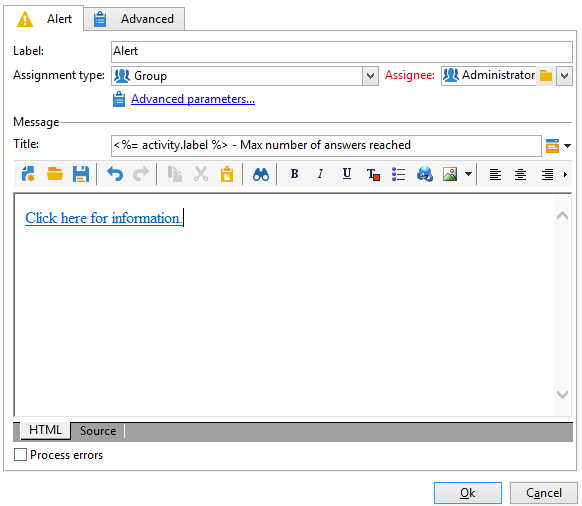 Alert Advanced
Label: Alert
Assignment type: Group Assignee: Administrator
Advanced parameters...
Message
Title: <%= activity.label %> - Max number of answers reached
B I U T
Click here for information.
HTML Source
Process errors
Ok Cancel